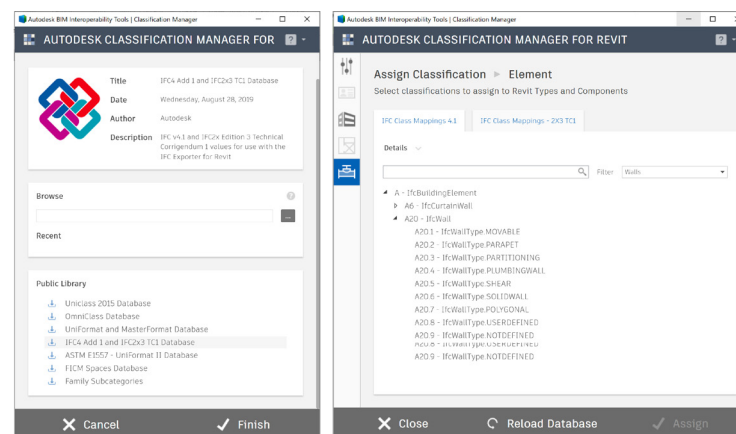 Autodesk BIM Interoperability Tools | Classification Manager
AUTODESK CLASSIFICATION MANAGER FOR
Title IFC4 Add 1 and IFC2x3 TC1 Database
Date Wednesday, August 28, 2019
Author Autodesk
Description IFC v4.1 and IFC2x Edition 3 Technical
Corrigendum 1 values for use with the
IFC Exporter for Revit
Browse
...
Recent
Public Library
Uniclass 2015 Database
OmniClass Database
UniFormat and MasterFormat Database
IFC4 Add 1 and IFC2x3 TC1 Database
ASTM E1557 - UniFormat II Database
FICM Spaces Database
Family Subcategories
Cancel Finish
Autodesk BIM Interoperability Tools | Classification Manager
AUTODESK CLASSIFICATION MANAGER FOR REVIT
Assign Classification Element
Select classifications to assign to Revit Types and Components
IFC Class Mappings 4.1 IFC Class Mappings - 2X3 TC1
Details
Filter Walls
A - IfcBuildingElement
A6 - IfcCurtainWall
A20 - IfcWall
A20.1 - IfcWallType.MOVABLE
A20.2 - IfcWallType.PARAPET
A20.3 - IfcWallType.PARTITIONING
A20.4 - IfcWallType.PLUMBINGWALL
A20.5 - IfcWallType.SHEAR
A20.6 - IfcWallType.SOLIDWALL
A20.7 - IfcWallType.POLYGONAL
A20.8 - IfcWallType.USERDEFINED
A20.9 - IfcWallType.NOTDEFINED
A20.8 - IfcWallType.USERDEFINED
A20.9 - IfcWallType.NOTDEFINED
Close Reload Database Assign